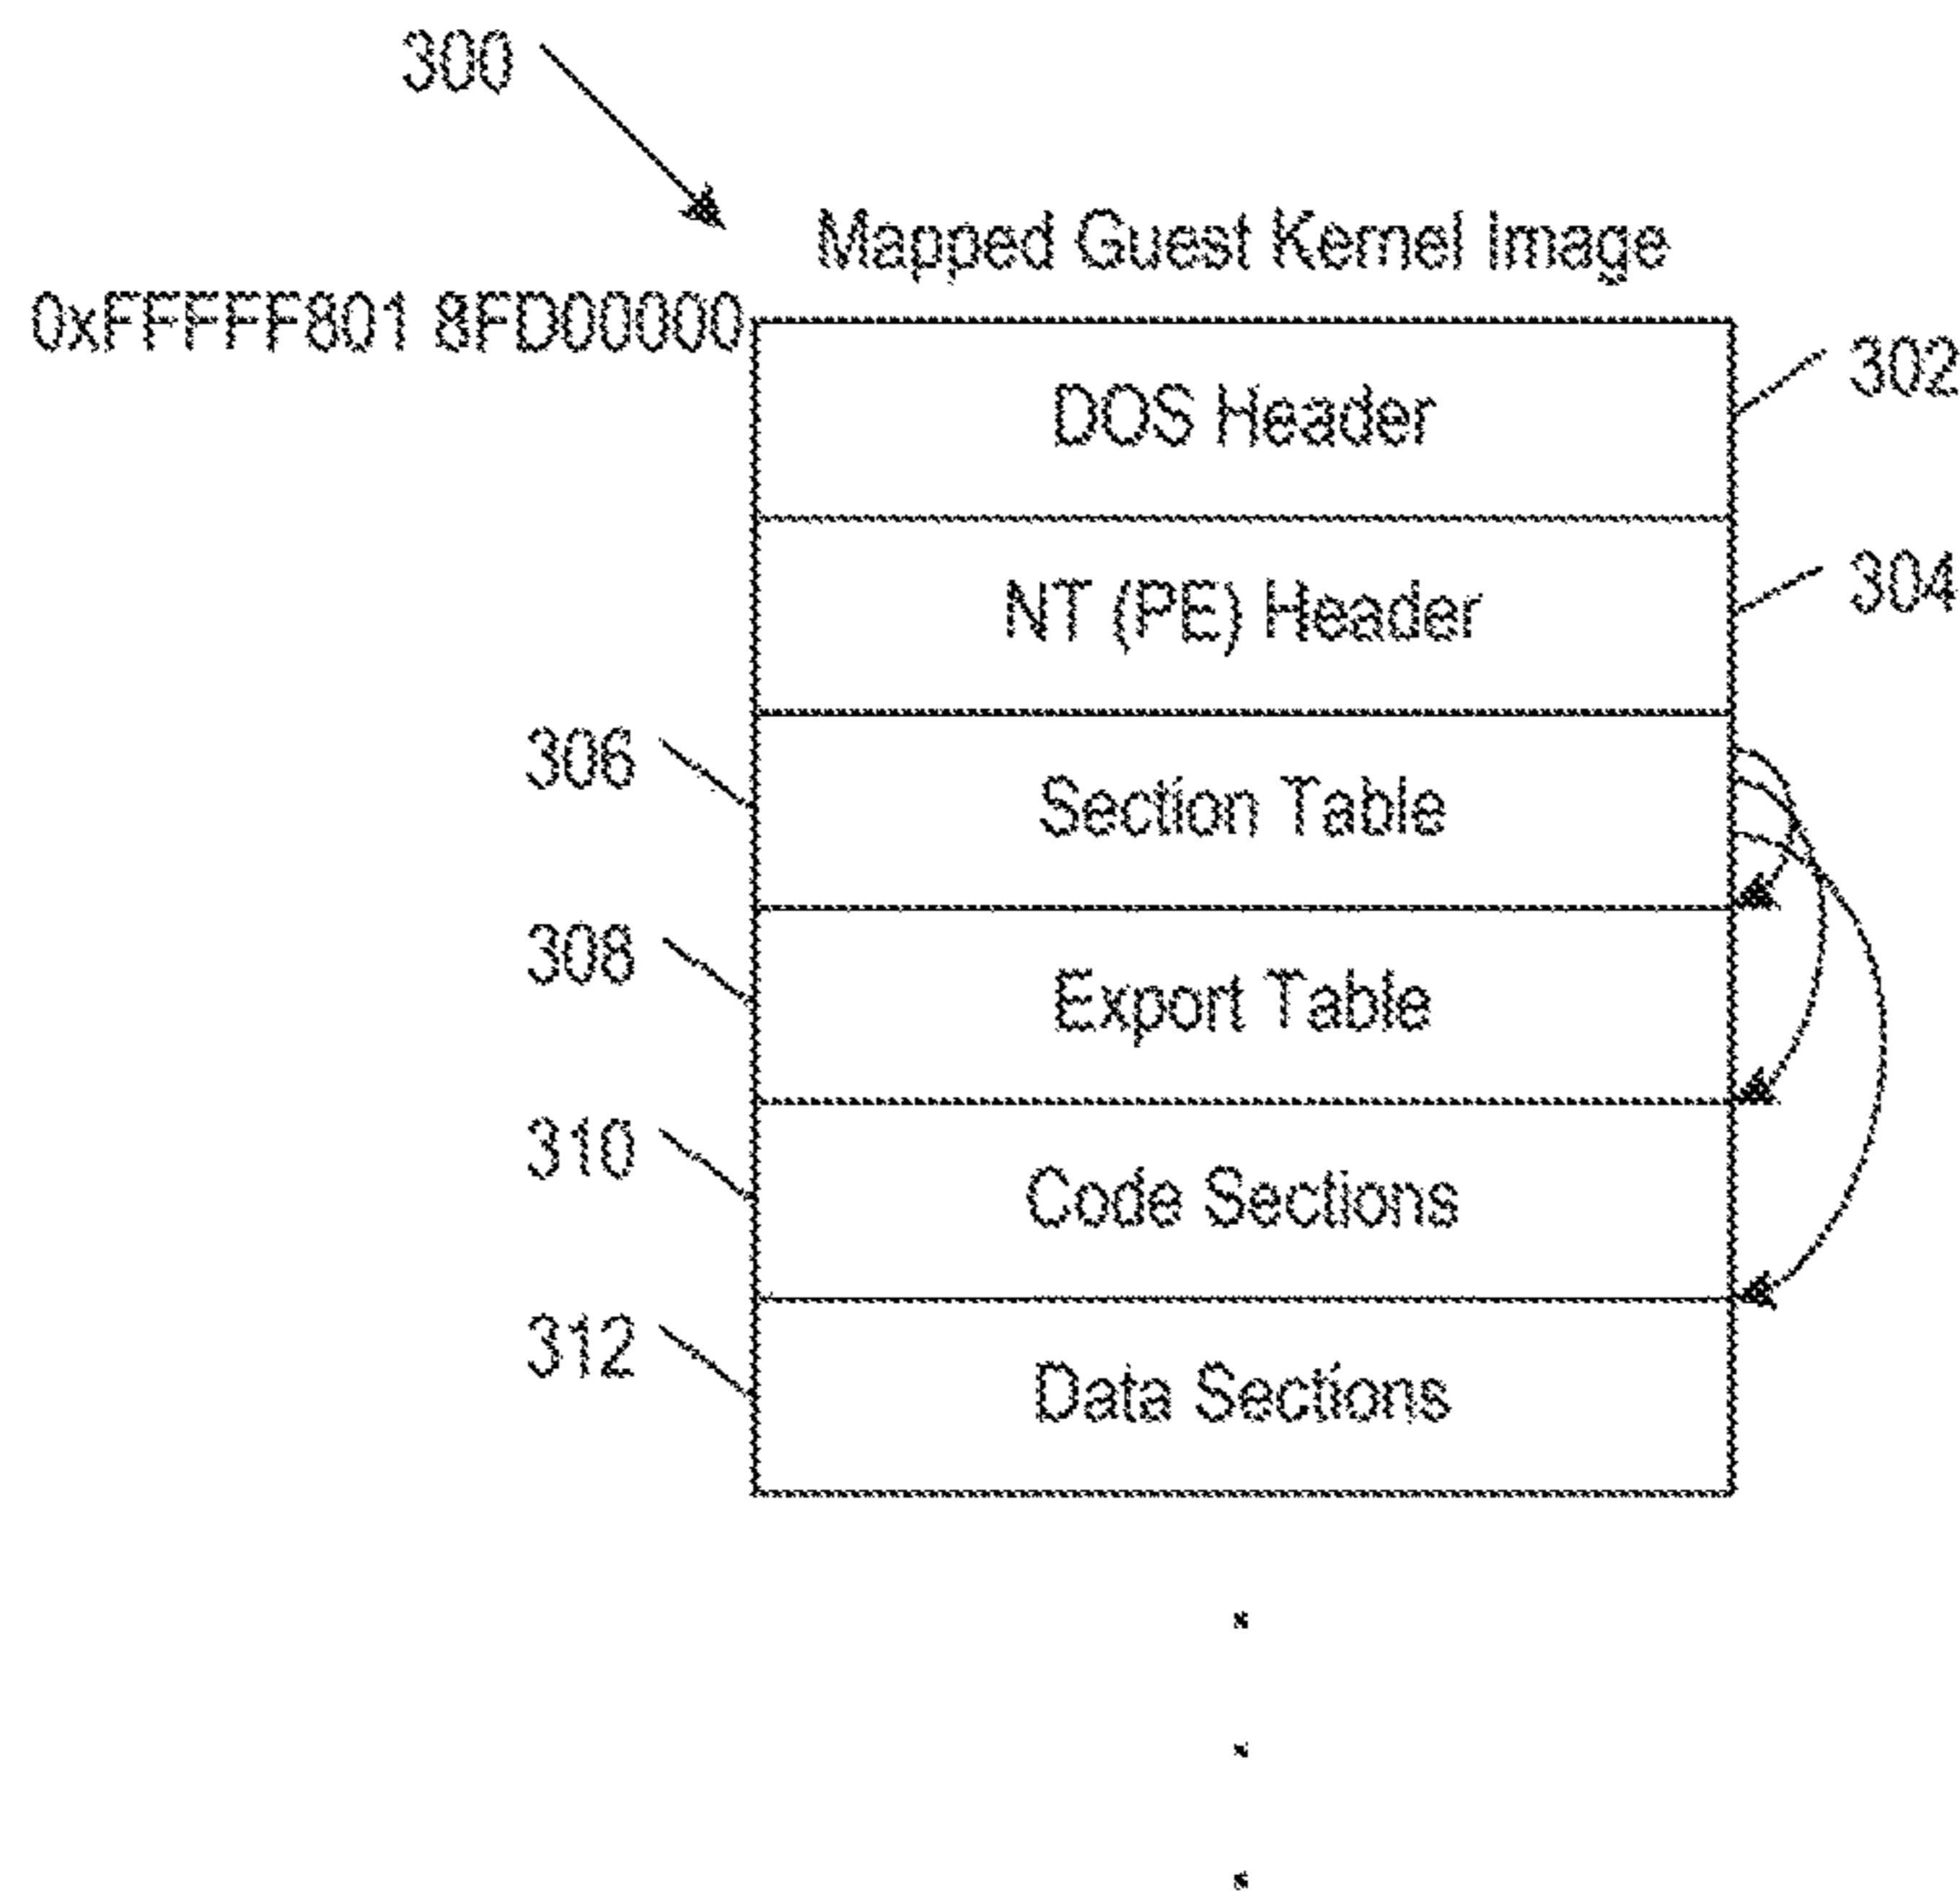 300
Mapped Guest Kernel Image
0xFFFFF801 8FD00000
302
DOS Header
304
NT (PE) Header
306
Section Table
308
Export Table
310
Code Sections
312
Data Sections